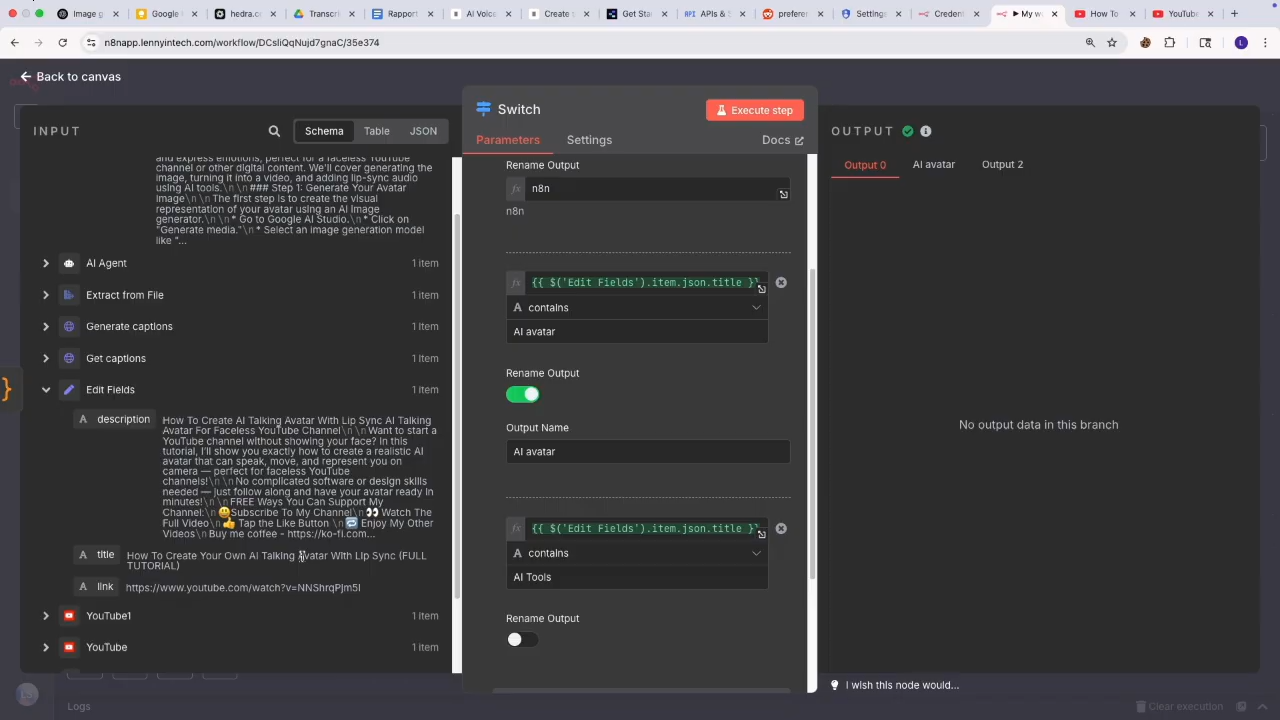 Image g
Google
hedra.c
Transcri
Rapport
AI Voice
Create
Get Sta
APIs &
preferer
Settings
Creden
▶ My w
How To
YouTube
n8napp.lennyintech.com/workflow/DCsliQqNujd7gnaC/35e374
Back to canvas
INPUT
Schema
Table
JSON
and express emotions, perfect for a faceless YouTube
channel or other digital content. We'll cover generating the
image, turning it into a video, and adding lip-sync audio
using AI tools.\n\n### Step 1: Generate Your Avatar
Image\n\nThe first step is to create the visual
representation of your avatar using an AI image
generator.\n\n* Go to Google AI Studio.\n* Click on
"Generate media."\n* Select an image generation model
like "...
AI Agent
1 item
Extract from File
1 item
Generate captions
1 item
Get captions
1 item
Edit Fields
1 item
description
How To Create AI Talking Avatar With Lip Sync AI Talking
Avatar For Faceless YouTube Channel\n\nWant to start a
YouTube channel without showing your face? In this
tutorial, I'll show you exactly how to create a realistic AI
avatar that can speak, move, and represent you on
camera — perfect for faceless YouTube
channels!\n\nNo complicated software or design skills
needed — just follow along and have your avatar ready in
minutes!\n\nFREE Ways You Can Support My
Channel:\n😀Subscribe To My Channel\n👀 Watch The
Full Video\n👍 Tap the Like Button \n🔁 Enjoy My Other
Videos\nBuy me coffee - https://ko-fi.com...
title
How To Create Your Own AI Talking Avatar With Lip Sync (FULL
TUTORIAL)
link
https://www.youtube.com/watch?v=NNShrqPJm5I
YouTube1
1 item
YouTube
1 item
Switch
Execute step
Parameters
Settings
Docs
Rename Output
fx n8n
n8n
fx {{ $('Edit Fields').item.json.title }}
A contains
AI avatar
Rename Output
Output Name
AI avatar
fx {{ $('Edit Fields').item.json.title }}
A contains
AI Tools
Rename Output
OUTPUT
Output 0
AI avatar
Output 2
No output data in this branch
I wish this node would...
Logs
Clear execution